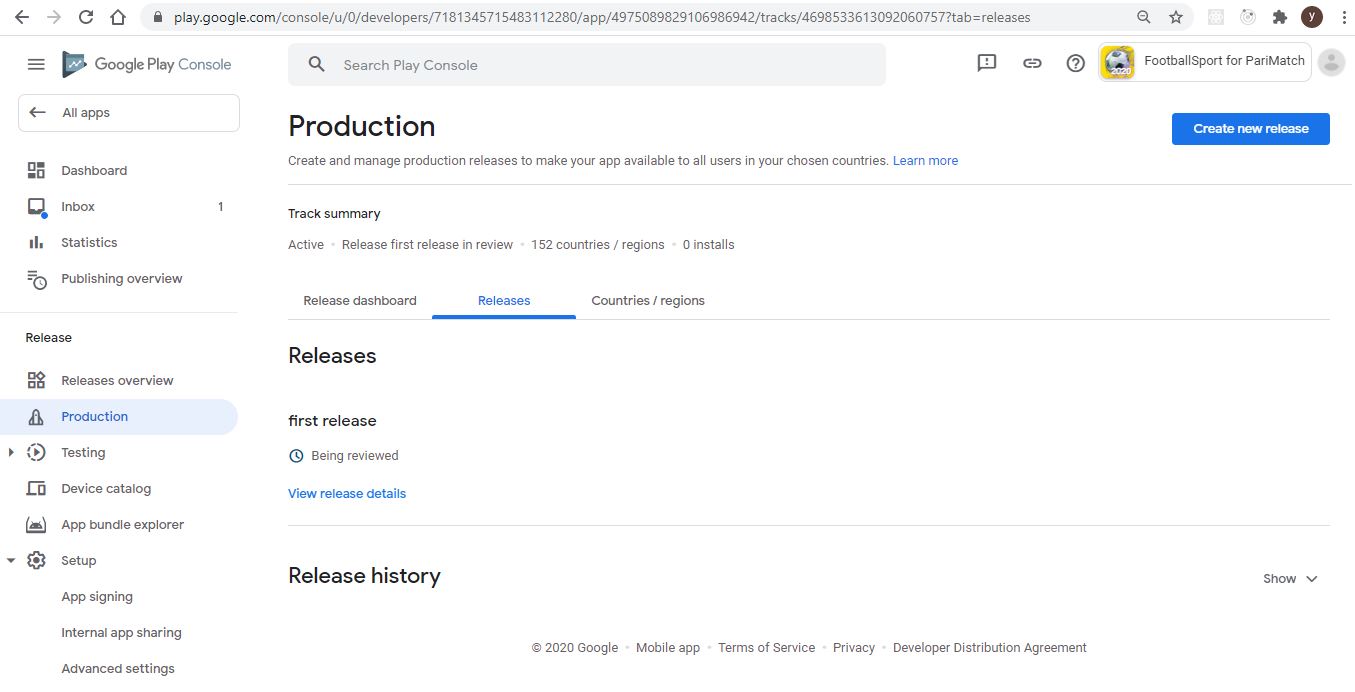 play.google.com/console/u/0/developers/7181345715483112280/app/4975089829106986942/tracks/4698533613092060757?tab=releases
y
Google Play Console
Search Play Console
2020
FootballSport for PariMatch
All apps
Production
Create new release
Create and manage production releases to make your app available to all users in your chosen countries. Learn more
Dashboard
Inbox 1
Statistics
Publishing overview
Track summary
Active • Release first release in review • 152 countries / regions • 0 installs
Release dashboard Releases Countries / regions
Release
Releases overview
Production
Testing
Device catalog
App bundle explorer
Setup
App signing
Internal app sharing
Advanced settings
Releases
first release
Being reviewed
View release details
Release history
Show
© 2020 Google • Mobile app • Terms of Service • Privacy • Developer Distribution Agreement